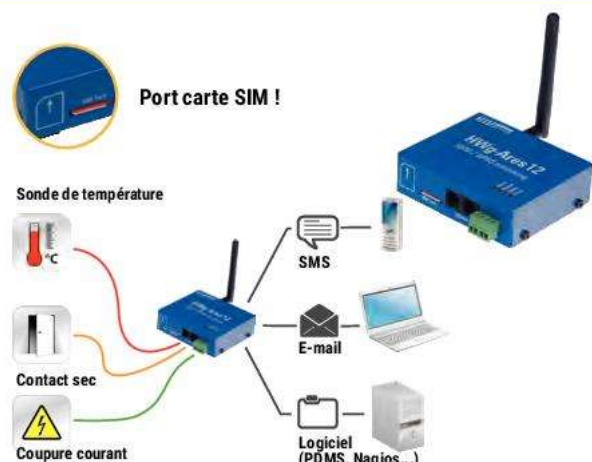 Port carte SIM !
HWg-Ares 12
Sonde de température
°C
SMS
E-mail
Contact sec
Coupure courant
Logiciel
(PDMS, Nagios...)